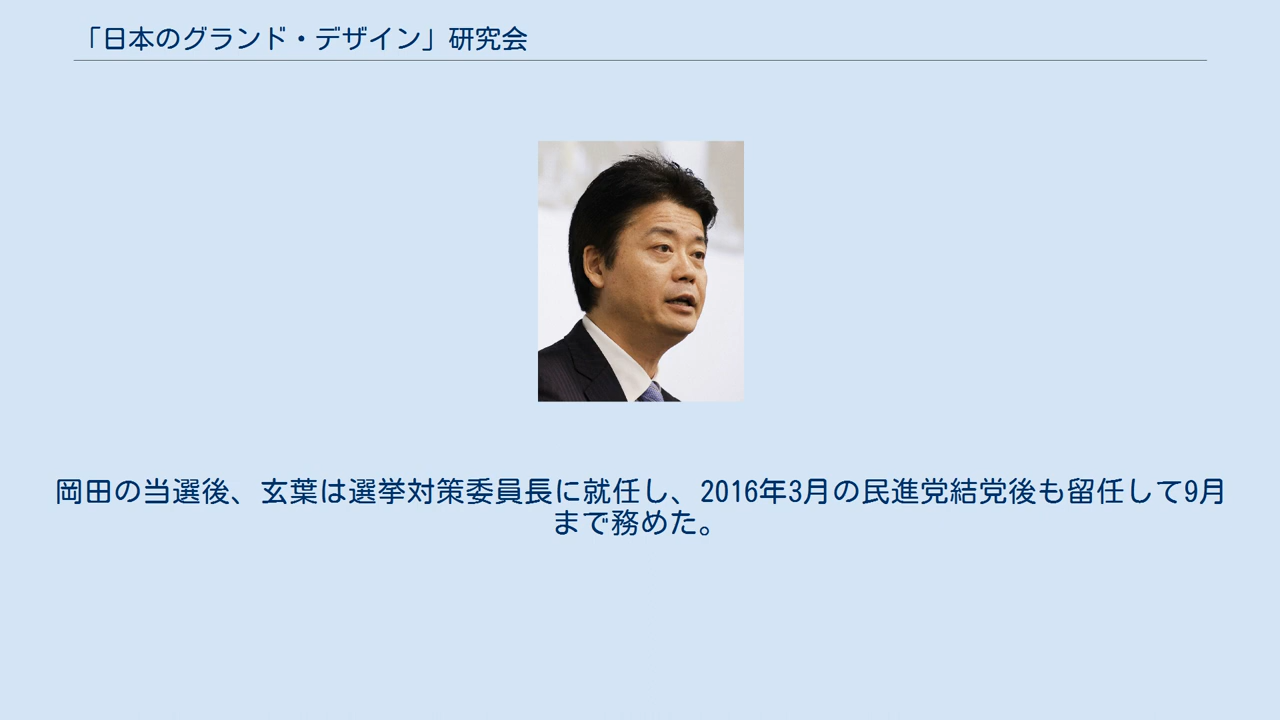 「日本のグランド・デザイン」研究会
岡田の当選後、玄葉は選挙対策委員長に就任し、2016年3月の民進党結党後も留任して9月
まで務めた。